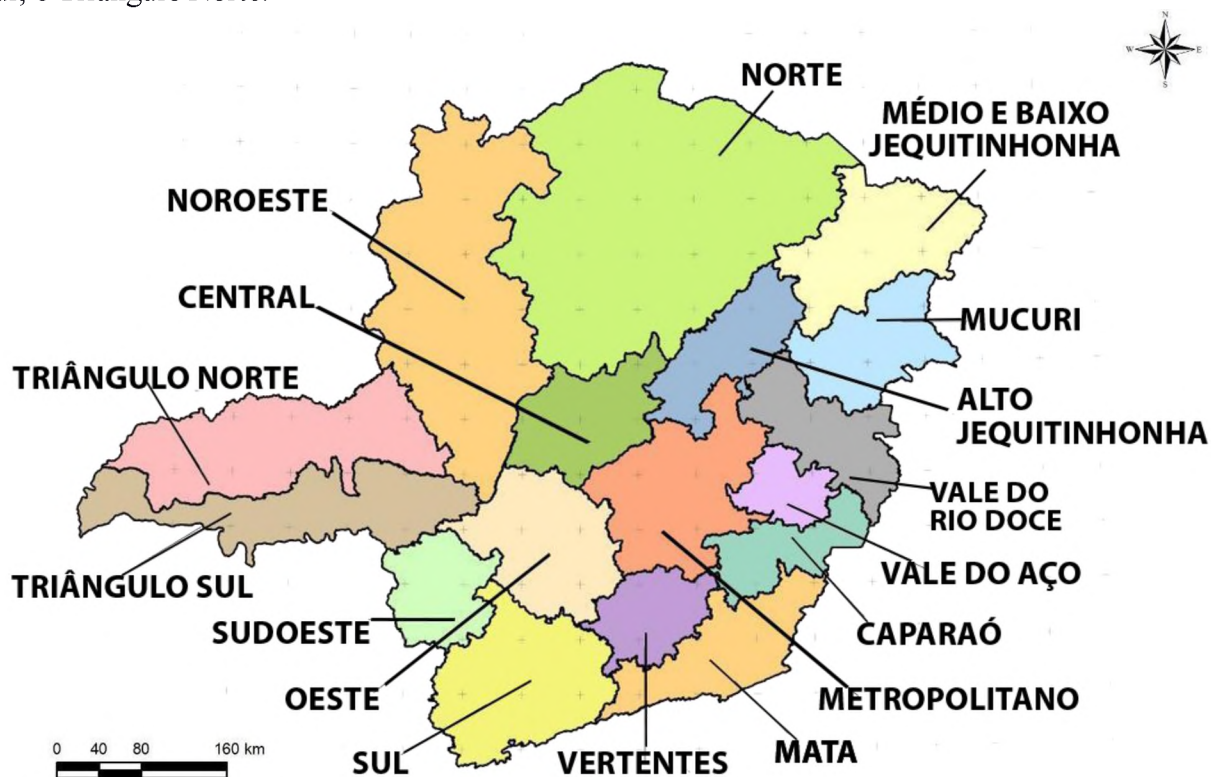 N
W E
S
NORTE
MÉDIO E BAIXO
JEQUITINHONHA
NOROESTE
CENTRAL
MUCURI
TRIÂNGULO NORTE
ALTO
JEQUITINHONHA
VALE DO
RIO DOCE
VALE DO AÇO
TRIÂNGULO SUL
SUDOESTE
CAPARAÓ
OESTE
METROPOLITANO
SUL
VERTENTES
MATA
0 40 80 160 km